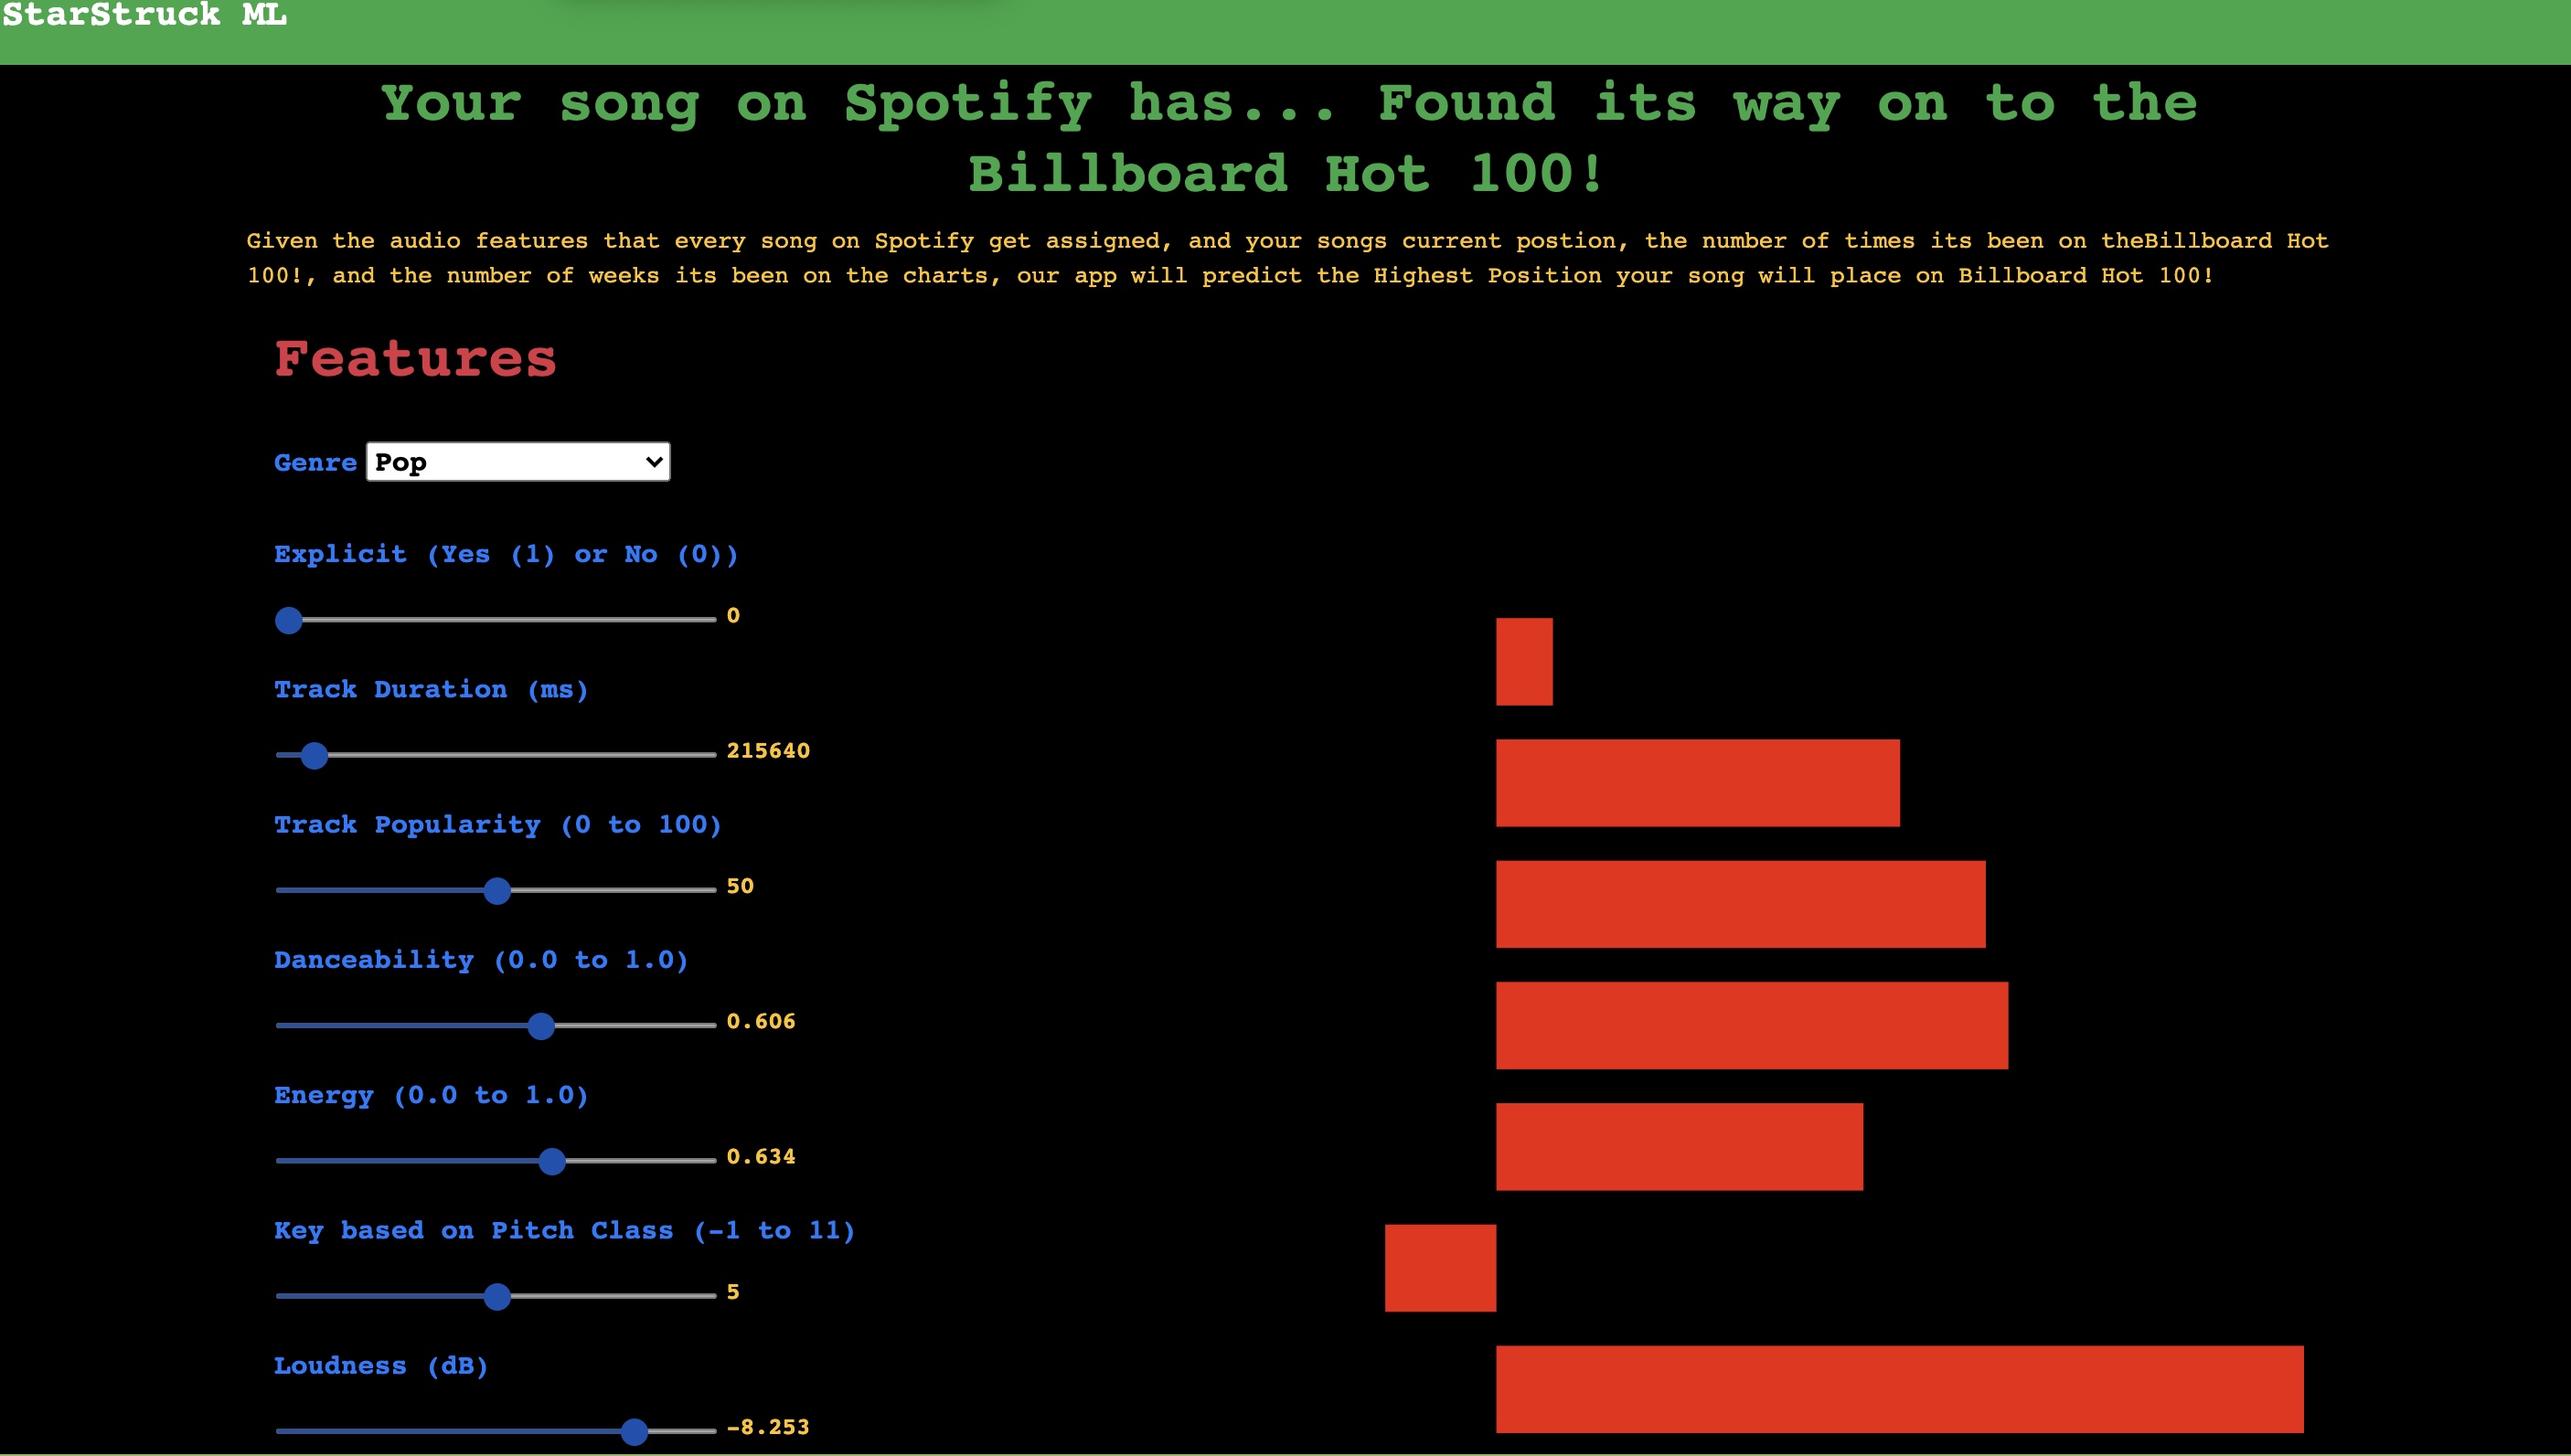 StarStruck ML
Your song on Spotify has... Found its way on to the
Billboard Hot 100!
Given the audio features that every song on Spotify get assigned, and your songs current postion, the number of times its been on theBillboard Hot
100!, and the number of weeks its been on the charts, our app will predict the Highest Position your song will place on Billboard Hot 100!
Features
Genre Pop
Explicit (Yes (1) or No (0))
0
Track Duration (ms)
215640
Track Popularity (0 to 100)
50
Danceability (0.0 to 1.0)
0.606
Energy (0.0 to 1.0)
0.634
Key based on Pitch Class (-1 to 11)
5
Loudness (dB)
-8.253